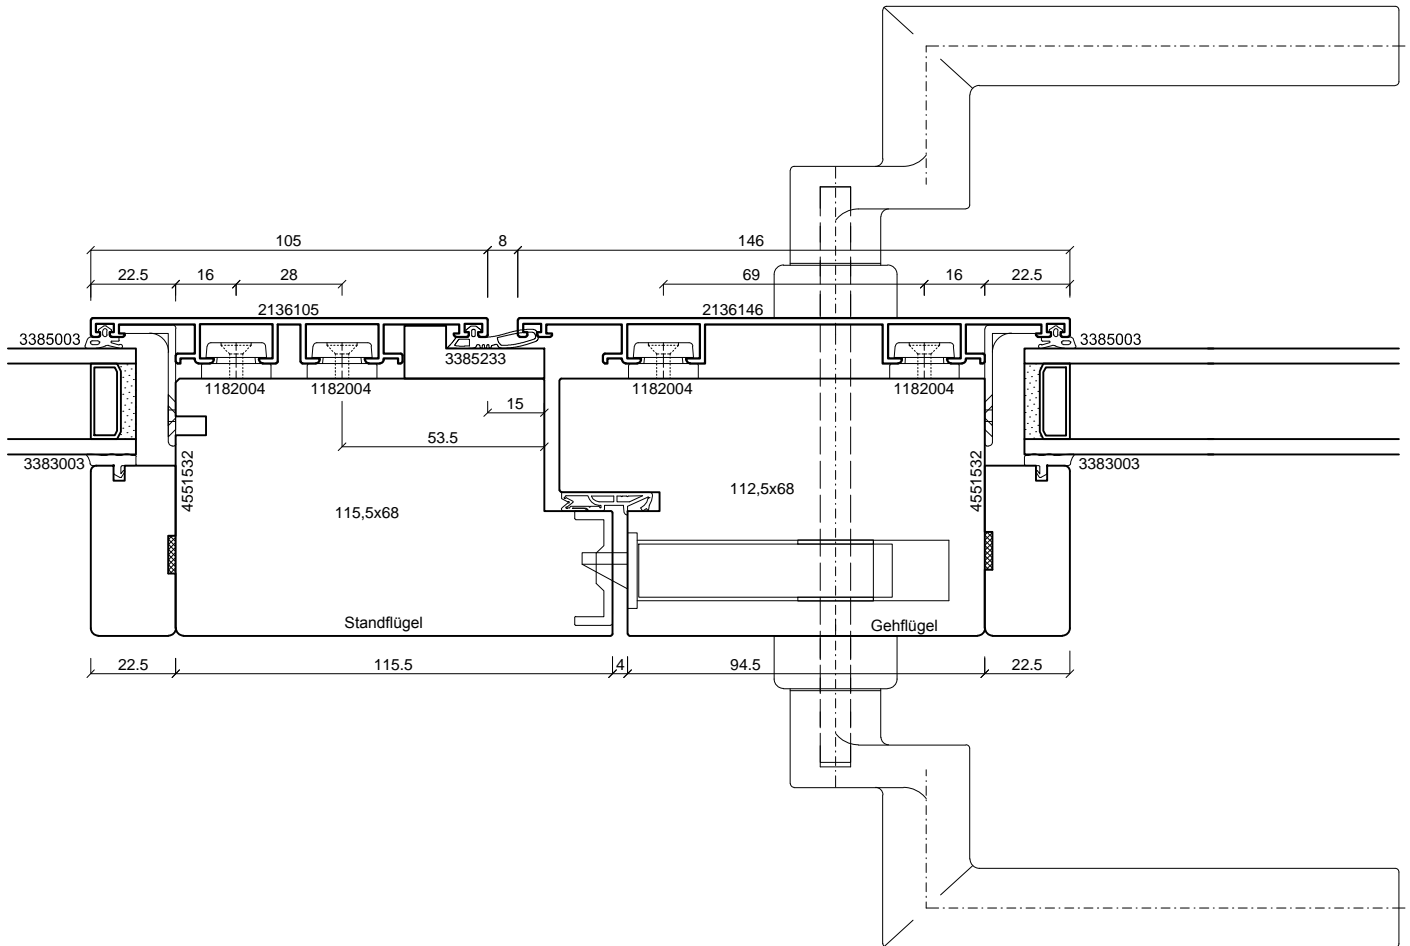 105 8 146
22.5 16 28 69 16 22.5
2136105 2136146
3385003 3385233 3385003
1182004 1182004 1182004 1182004
15
53.5
3383003 3383003
4551532 4551532
115,5x68 112,5x68
Standflügel Gehflügel
22.5 115.5 4 94.5 22.5